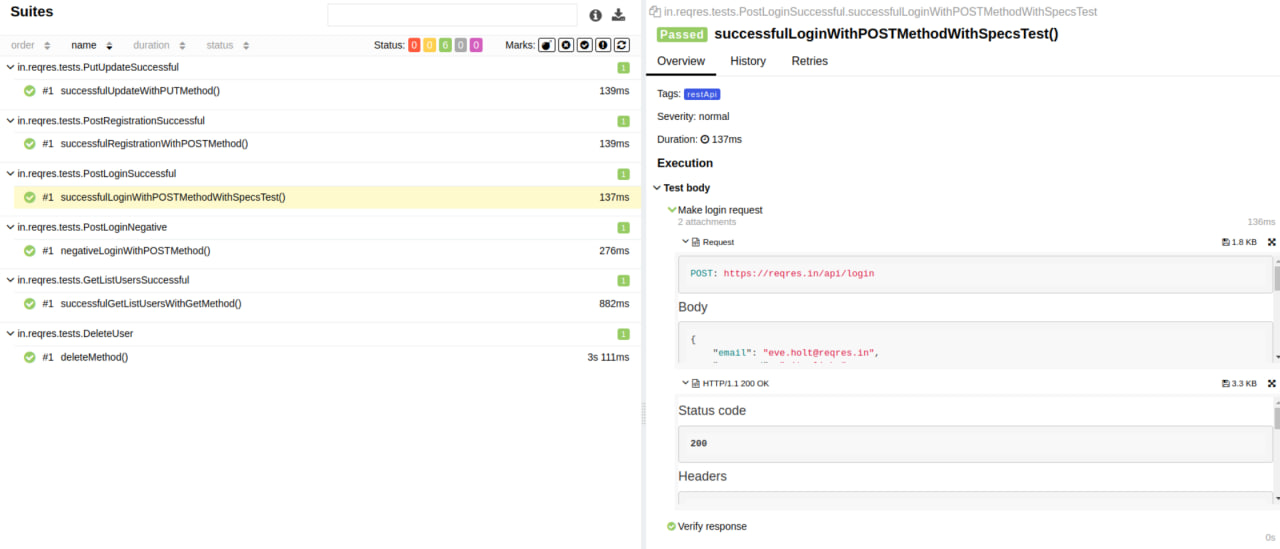 Suites
order name duration status Status: 0 0 6 0 0 Marks:
in.reqres.tests.PutUpdateSuccessful 1
#1 successfulUpdateWithPUTMethod() 139ms
in.reqres.tests.PostRegistrationSuccessful 1
#1 successfulRegistrationWithPOSTMethod() 139ms
in.reqres.tests.PostLoginSuccessful 1
#1 successfulLoginWithPOSTMethodWithSpecsTest() 137ms
in.reqres.tests.PostLoginNegative 1
#1 negativeLoginWithPOSTMethod() 276ms
in.reqres.tests.GetListUsersSuccessful 1
#1 successfulGetListUsersWithGetMethod() 882ms
in.reqres.tests.DeleteUser 1
#1 deleteMethod() 3s 111ms
in.reqres.tests.PostLoginSuccessful.successfulLoginWithPOSTMethodWithSpecsTest
Passed successfulLoginWithPOSTMethodWithSpecsTest()
Overview History Retries
Tags: restApi
Severity: normal
Duration: 137ms
Execution
Test body
Make login request
2 attachments 136ms
Request 1.8 KB
POST: https://reqres.in/api/login
Body
{
"email": "eve.holt@reqres.in",
HTTP/1.1 200 OK 3.3 KB
Status code
200
Headers
Verify response
0s